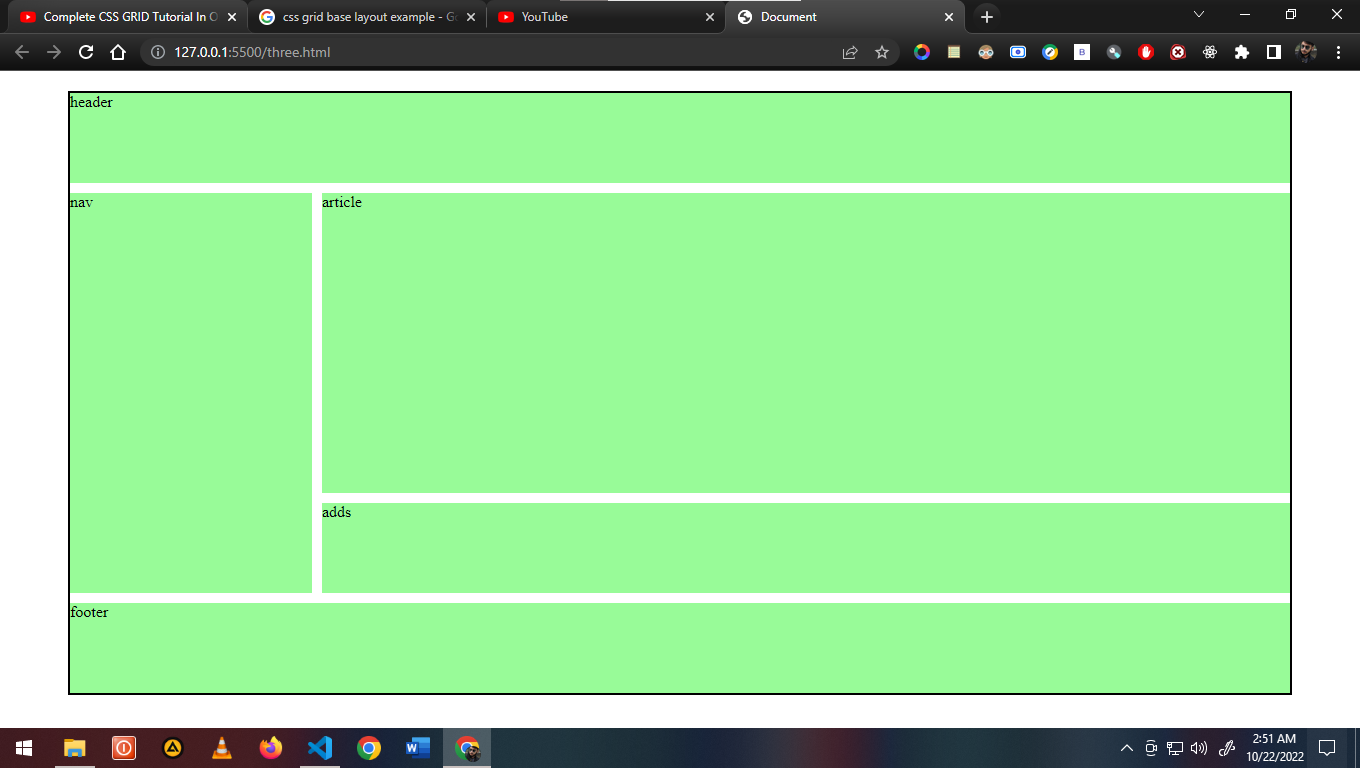 Complete CSS GRID Tutorial In O
css grid base layout example - Go
YouTube
Document
127.0.0.1:5500/three.html
B
header
nav
article
adds
footer
W
2:51 AM
10/22/2022